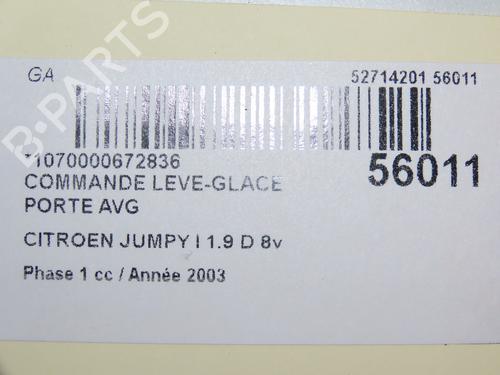 B-PARTS
GA
52714201 56011
*1070000672836
56011
COMMANDE LEVE-GLACE
PORTE AVG
CITROEN JUMPY I 1.9 D 8v
Phase 1 cc / Année 2003